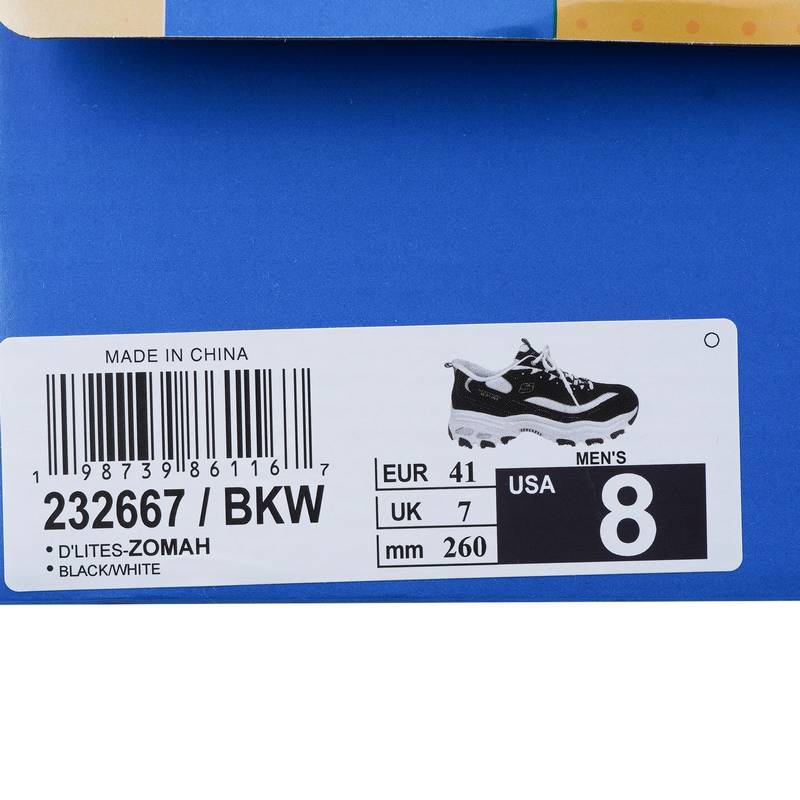 MADE IN CHINA
1 98739 86116 7
232667 / BKW
• D'LITES-ZOMAH
• BLACK/WHITE
EUR 41
UK 7
mm 260
MEN'S
USA 8